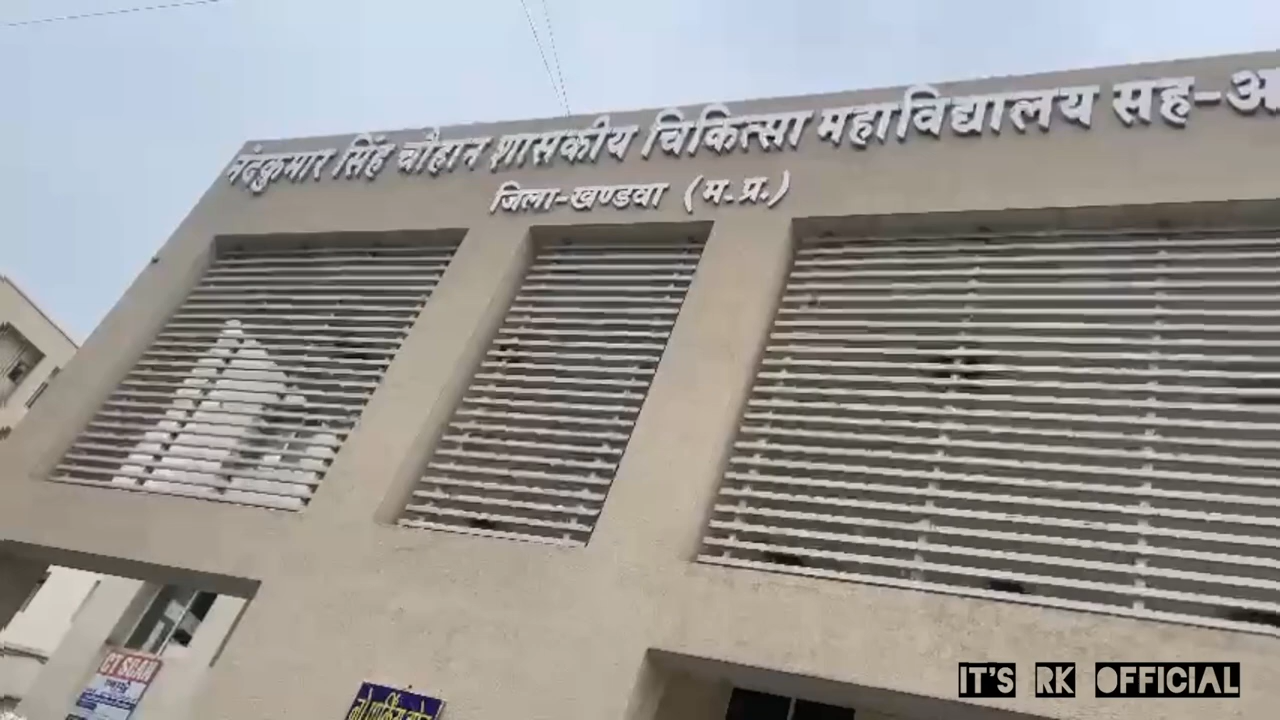 नंदकुमार सिंह चौहान शासकीय चिकित्सा महाविद्यालय सह-अ
जिला-खण्डवा (म.प्र.)
CT SCAN
नो पार्किंग
IT'S RK OFFICIAL